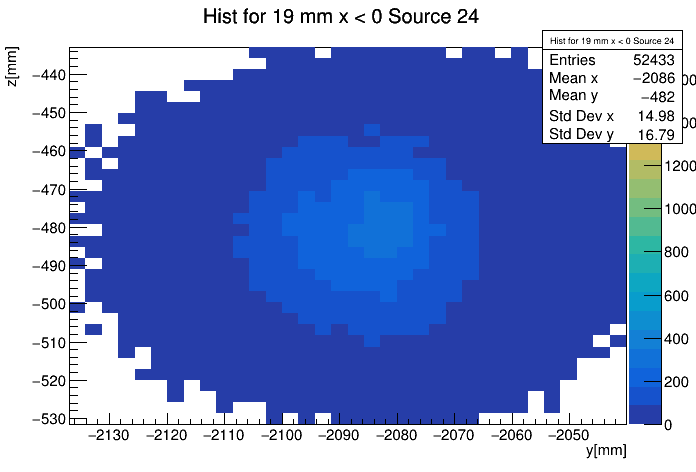 Hist for 19 mm x < 0 Source 24
Hist for 19 mm x < 0 Source 24
Entries 52433
Mean x −2086
Mean y −482
Std Dev x 14.98
Std Dev y 16.79
z[mm]
−440
−450
−460
−470
−480
−490
−500
−510
−520
−530
−2130 −2120 −2110 −2100 −2090 −2080 −2070 −2060 −2050
y[mm]
1200
1000
800
600
400
200
0